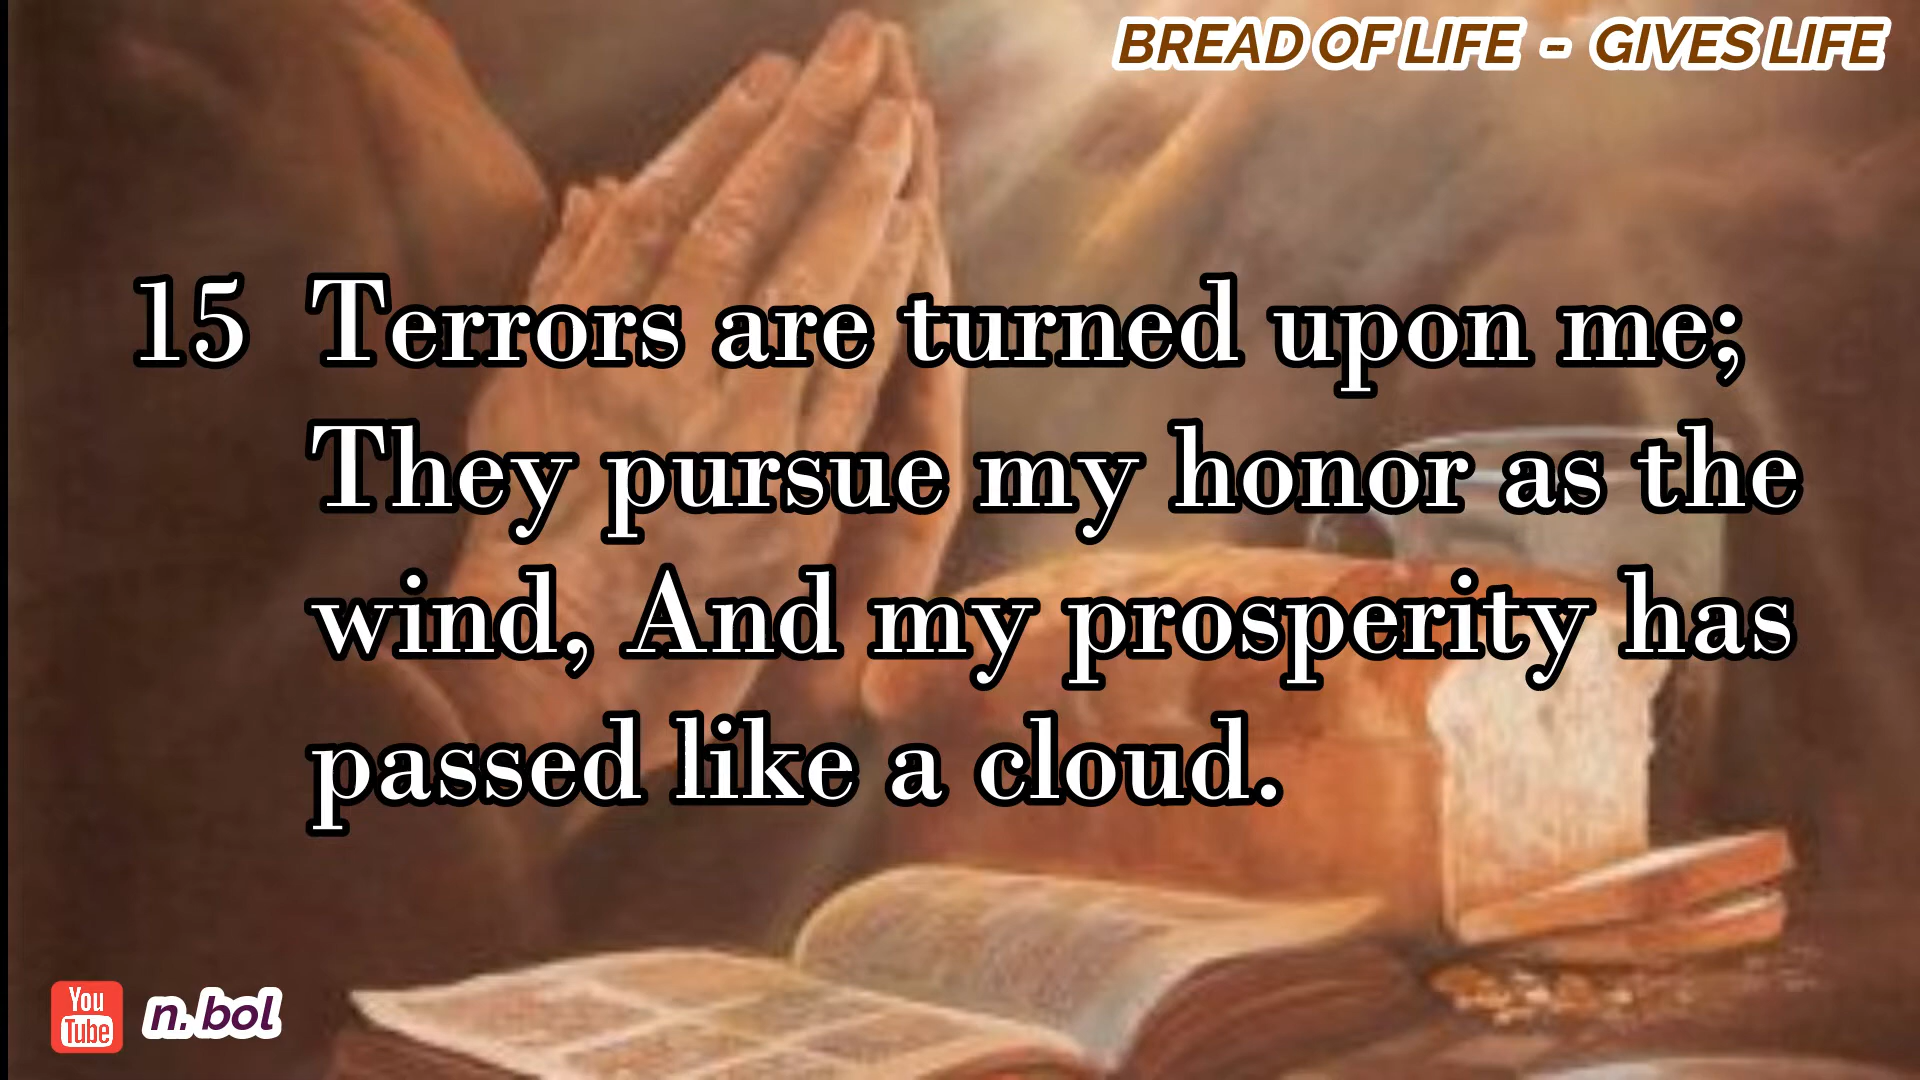 BREAD OF LIFE - GIVES LIFE
15 Terrors are turned upon me;
They pursue my honor as the
wind, And my prosperity has
passed like a cloud.
You
Tube
n.bol